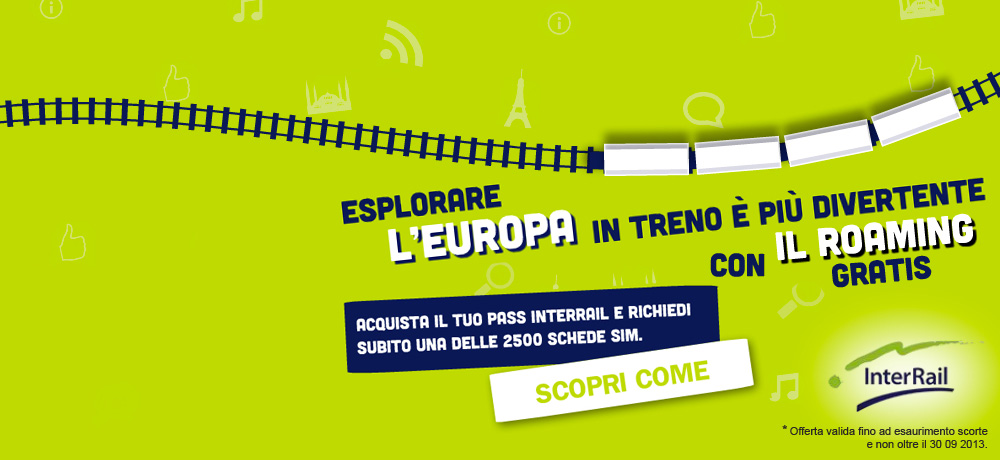 ESPLORARE
L'EUROPA IN TRENO È PIÙ DIVERTENTE
CON IL ROAMING
GRATIS
ACQUISTA IL TUO PASS INTERRAIL E RICHIEDI
SUBITO UNA DELLE 2500 SCHEDE SIM.
SCOPRI COME
InterRail
* Offerta valida fino ad esaurimento scorte
e non oltre il 30 09 2013.